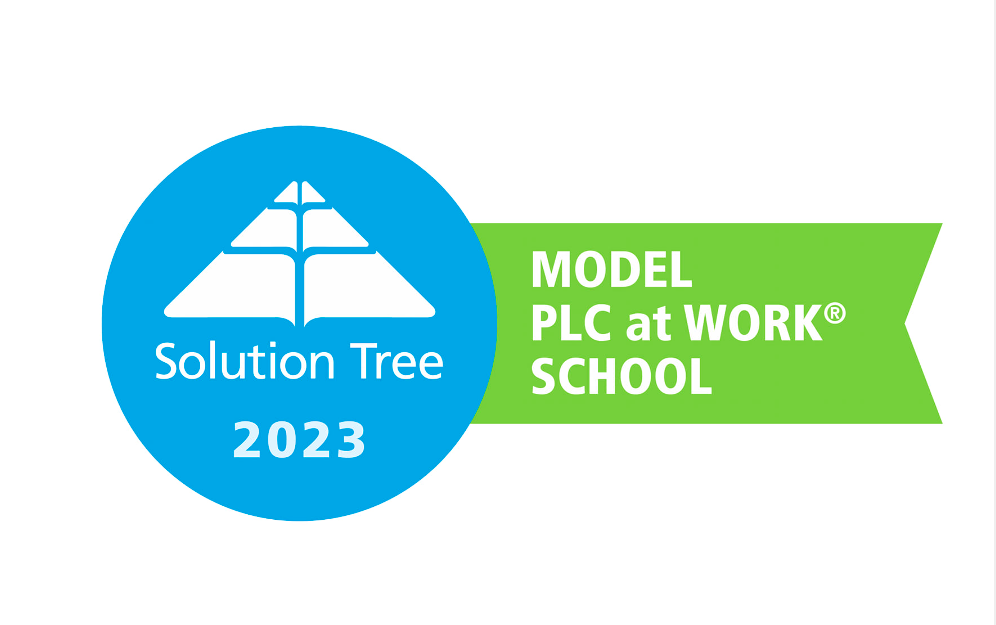 Solution Tree
2023
MODEL
PLC at WORK®
SCHOOL